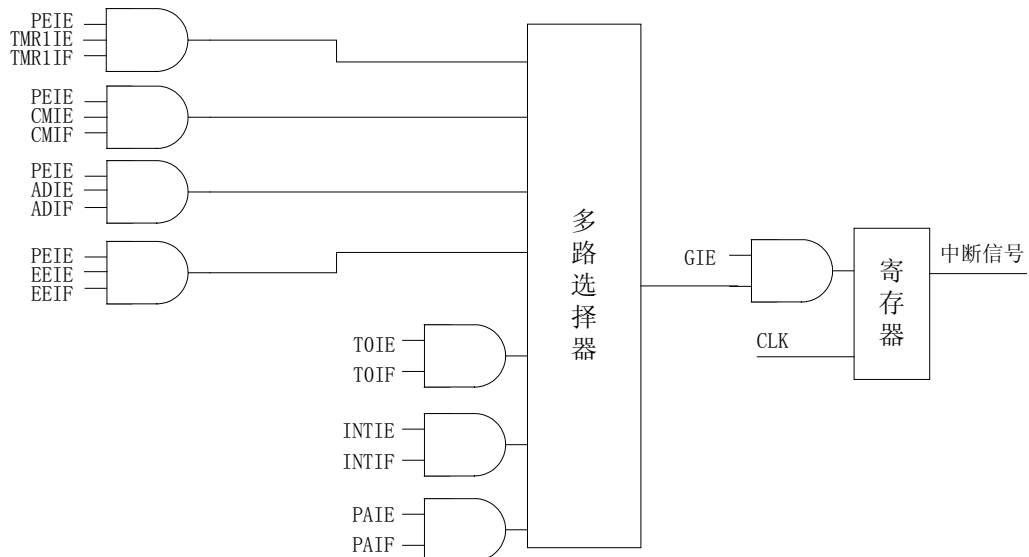 PEIE
TMR1IE
TMR1IF
PEIE
CMIE
CMIF
PEIE
ADIE
ADIF
PEIE
EEIE
EEIF
T0IE
T0IF
INTIE
INTIF
PAIE
PAIF
多路选择器
GIE
CLK
寄存器
中断信号